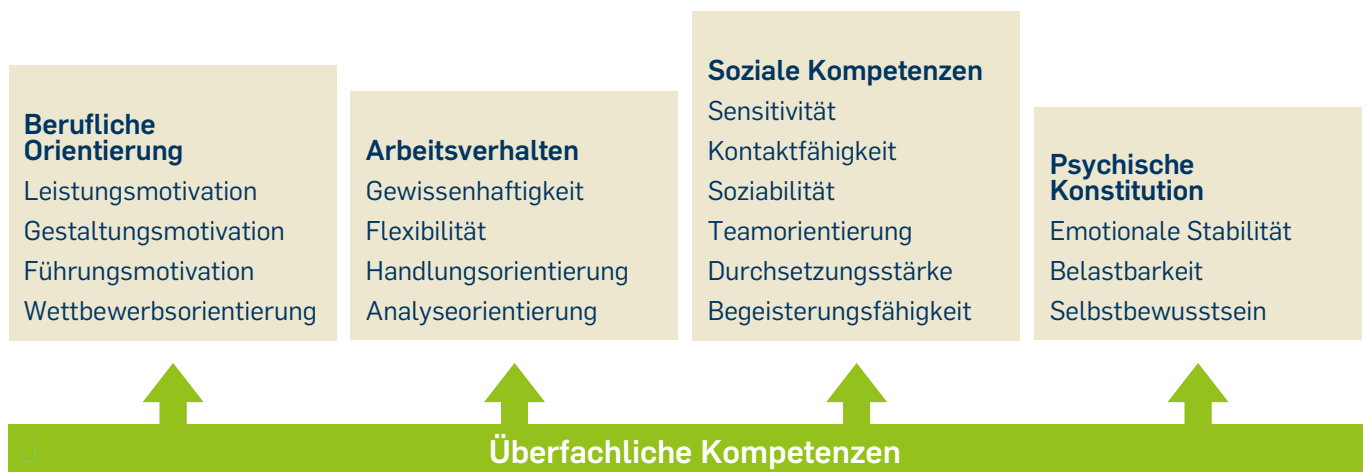 Berufliche
Orientierung
Leistungsmotivation
Gestaltungsmotivation
Führungsmotivation
Wettbewerbsorientierung
Arbeitsverhalten
Gewissenhaftigkeit
Flexibilität
Handlungsorientierung
Analyseorientierung
Soziale Kompetenzen
Sensitivität
Kontaktfähigkeit
Soziabilität
Teamorientierung
Durchsetzungsstärke
Begeisterungsfähigkeit
Psychische
Konstitution
Emotionale Stabilität
Belastbarkeit
Selbstbewusstsein
Überfachliche Kompetenzen